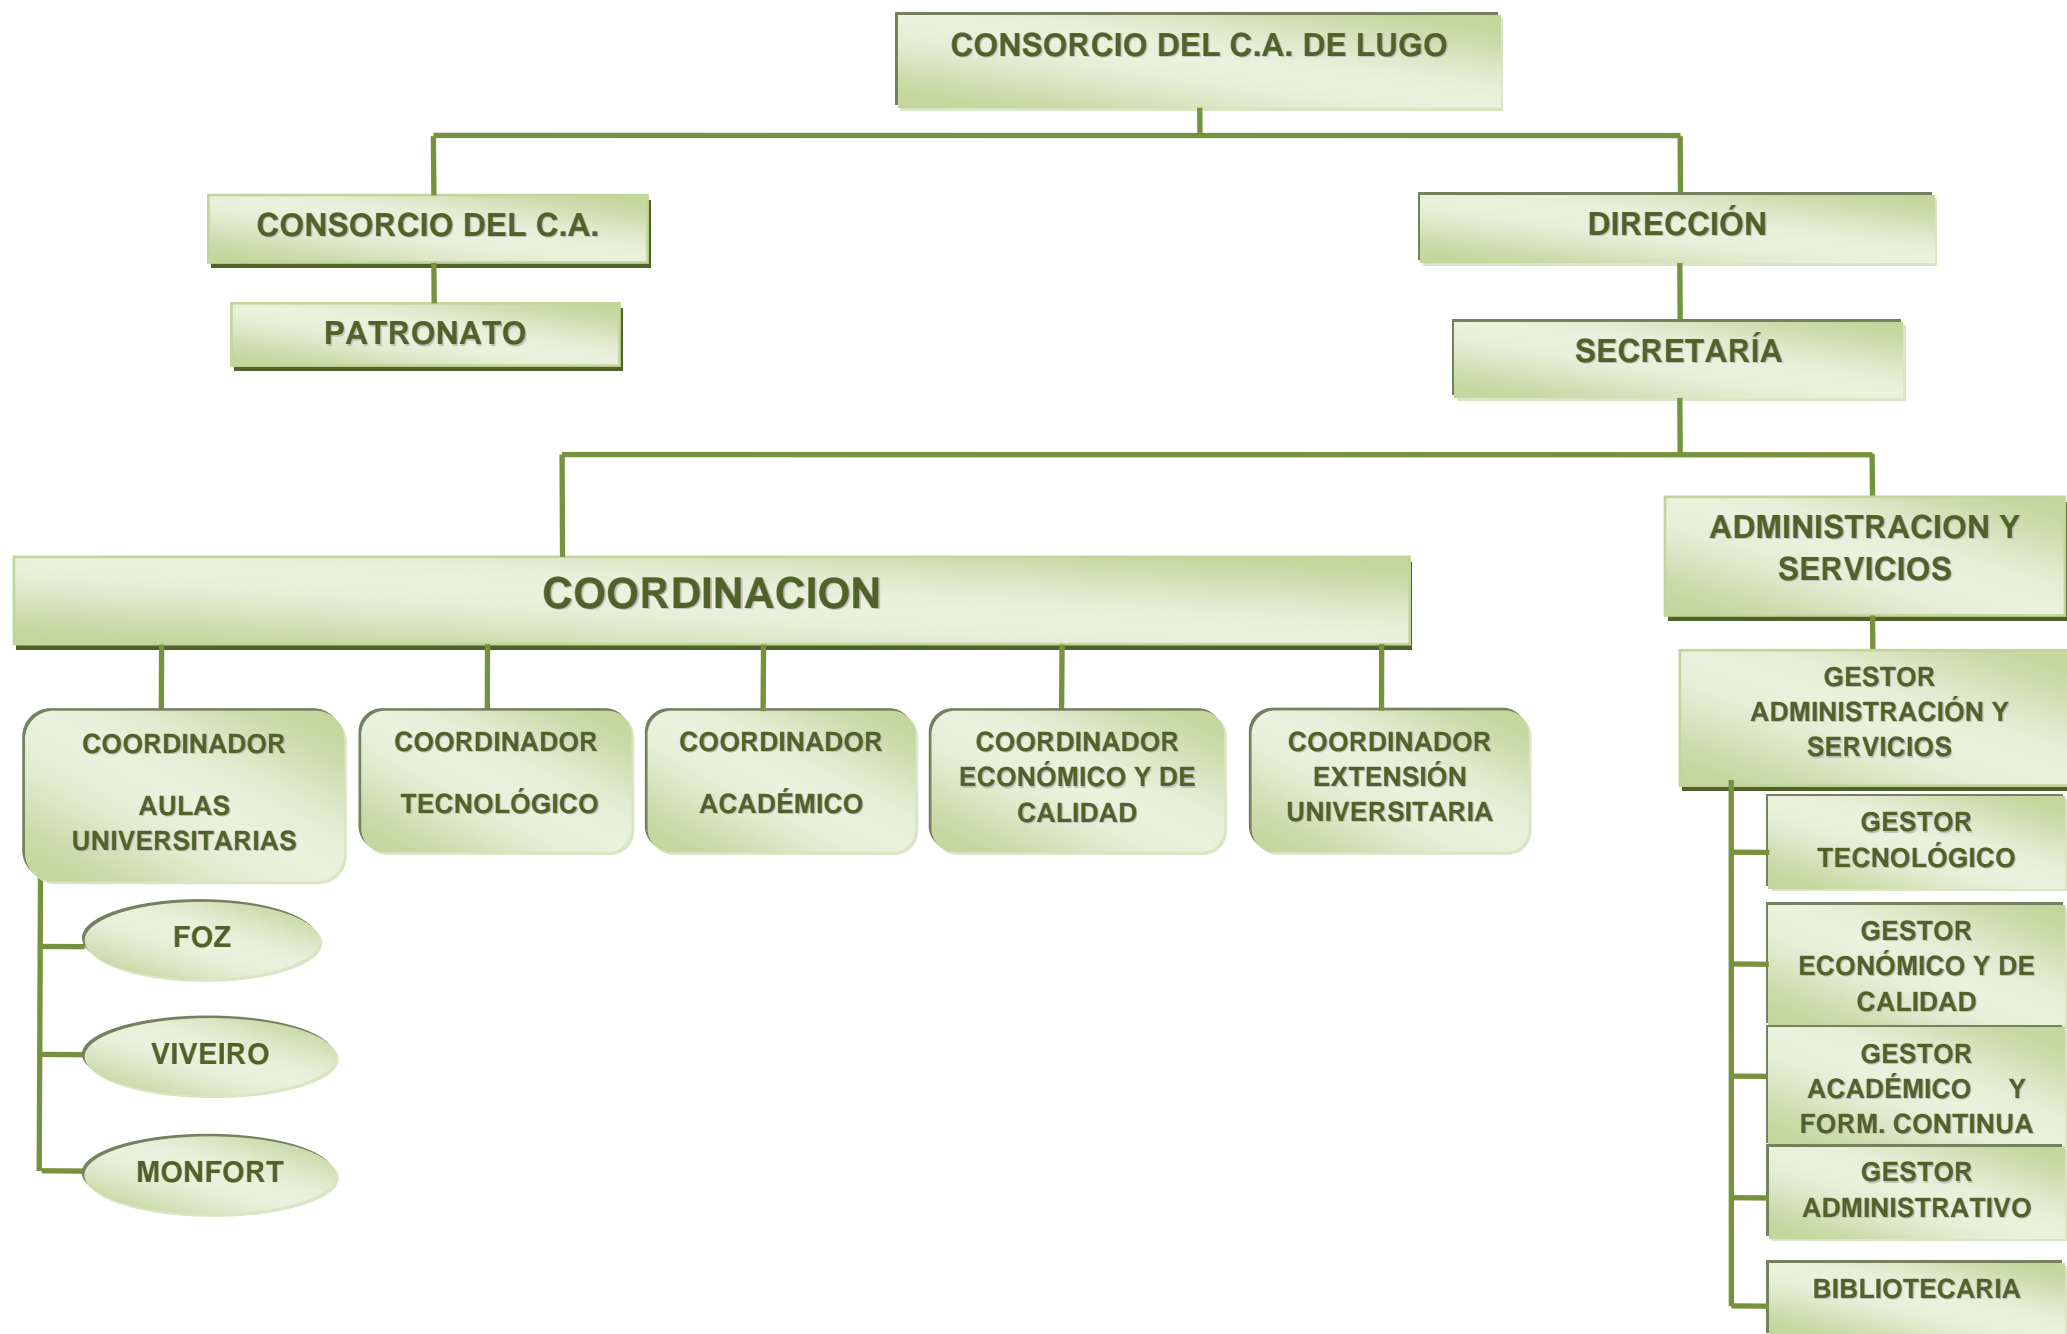 CONSORCIO DEL C.A. DE LUGO
CONSORCIO DEL C.A.
DIRECCIÓN
PATRONATO
SECRETARÍA
ADMINISTRACION Y
SERVICIOS
COORDINACION
GESTOR
ADMINISTRACIÓN Y
SERVICIOS
COORDINADOR
AULAS
UNIVERSITARIAS
COORDINADOR
TECNOLÓGICO
COORDINADOR
ACADÉMICO
COORDINADOR
ECONÓMICO Y DE
CALIDAD
COORDINADOR
EXTENSIÓN
UNIVERSITARIA
FOZ
VIVEIRO
MONFORT
GESTOR
TECNOLÓGICO
GESTOR
ECONÓMICO Y DE
CALIDAD
GESTOR
ACADÉMICO Y
FORM. CONTINUA
GESTOR
ADMINISTRATIVO
BIBLIOTECARIA